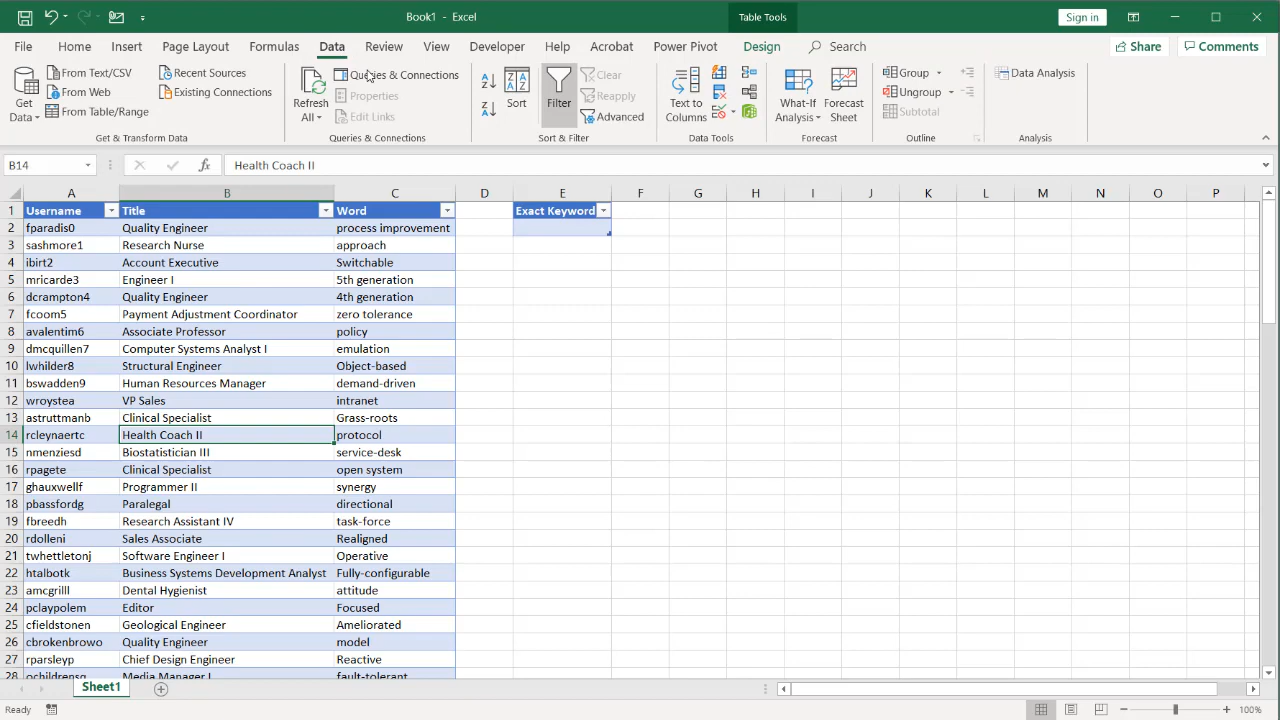 Book1 - Excel
Table Tools
Sign in
File Home Insert Page Layout Formulas Data Review View Developer Help Acrobat Power Pivot Design Search Share Comments
Get Data
From Text/CSV
From Web
From Table/Range
Recent Sources
Existing Connections
Get & Transform Data
Refresh All
Queries & Connections
Properties
Edit Links
Queries & Connections
Sort
Filter
Clear
Reapply
Advanced
Sort & Filter
Text to Columns
Data Tools
What-If Analysis
Forecast Sheet
Forecast
Group
Ungroup
Subtotal
Outline
Data Analysis
Analysis
B14 fx Health Coach II
A B C D E F G H I J K L M N O P
1 Username Title Word Exact Keyword
2 fparadis0 Quality Engineer process improvement
3 sashmore1 Research Nurse approach
4 ibirt2 Account Executive Switchable
5 mricarde3 Engineer I 5th generation
6 dcrampton4 Quality Engineer 4th generation
7 fcoom5 Payment Adjustment Coordinator zero tolerance
8 avalentim6 Associate Professor policy
9 dmcquillen7 Computer Systems Analyst I emulation
10 lwhilder8 Structural Engineer Object-based
11 bswadden9 Human Resources Manager demand-driven
12 wroystea VP Sales intranet
13 astruttmanb Clinical Specialist Grass-roots
14 rcleynaertc Health Coach II protocol
15 nmenziesd Biostatistician III service-desk
16 rpagete Clinical Specialist open system
17 ghauxwellf Programmer II synergy
18 pbassfordg Paralegal directional
19 fbreedh Research Assistant IV task-force
20 rdolleni Sales Associate Realigned
21 twhettletonj Software Engineer I Operative
22 htalbotk Business Systems Development Analyst Fully-configurable
23 amcgrilll Dental Hygienist attitude
24 pclaypolem Editor Focused
25 cfieldstonen Geological Engineer Ameliorated
26 cbrokenbrowo Quality Engineer model
27 rparsleyp Chief Design Engineer Reactive
28 ochildrensq Media Manager I fault-tolerant
Sheet1
Ready 100%